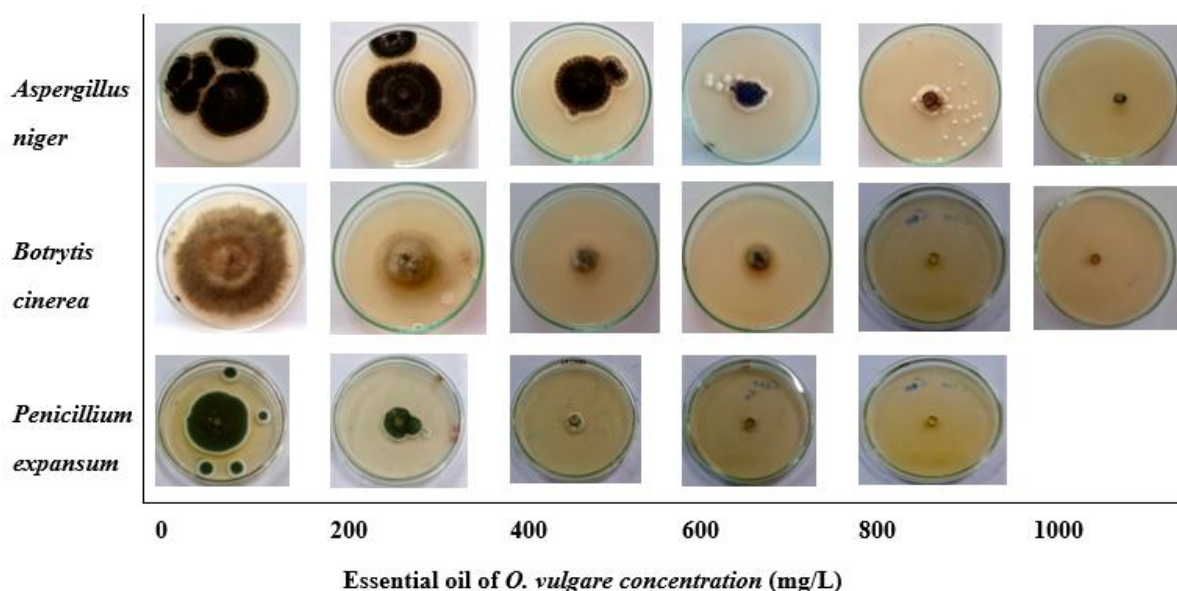 Aspergillus
niger
Botrytis
cinerea
Penicillium
expansum
0 200 400 600 800 1000
Essential oil of O. vulgare concentration (mg/L)